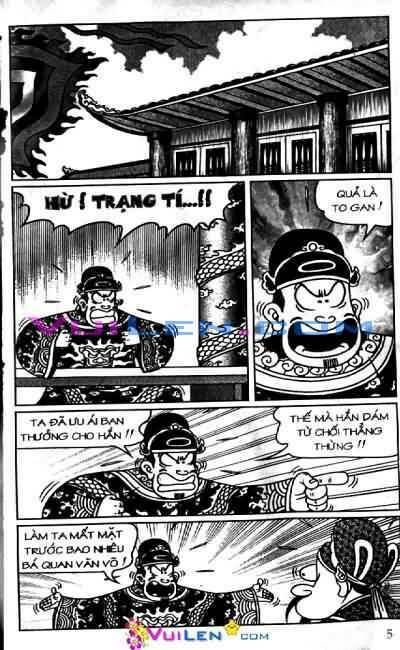 HỪ! TRẠNG TÍ...!!
QUẢ LÀ
TO GAN!
VUILEN.COM
TA ĐÃ ƯU ÁI BAN
THƯỞNG CHO HẮN!!
THẾ MÀ HẮN DÁM
TỪ CHỐI THẲNG
THỪNG!!
LÀM TA MẤT MẶT
TRƯỚC BAO NHIÊU
BÁ QUAN VĂN VÕ!
5
VUILEN.COM